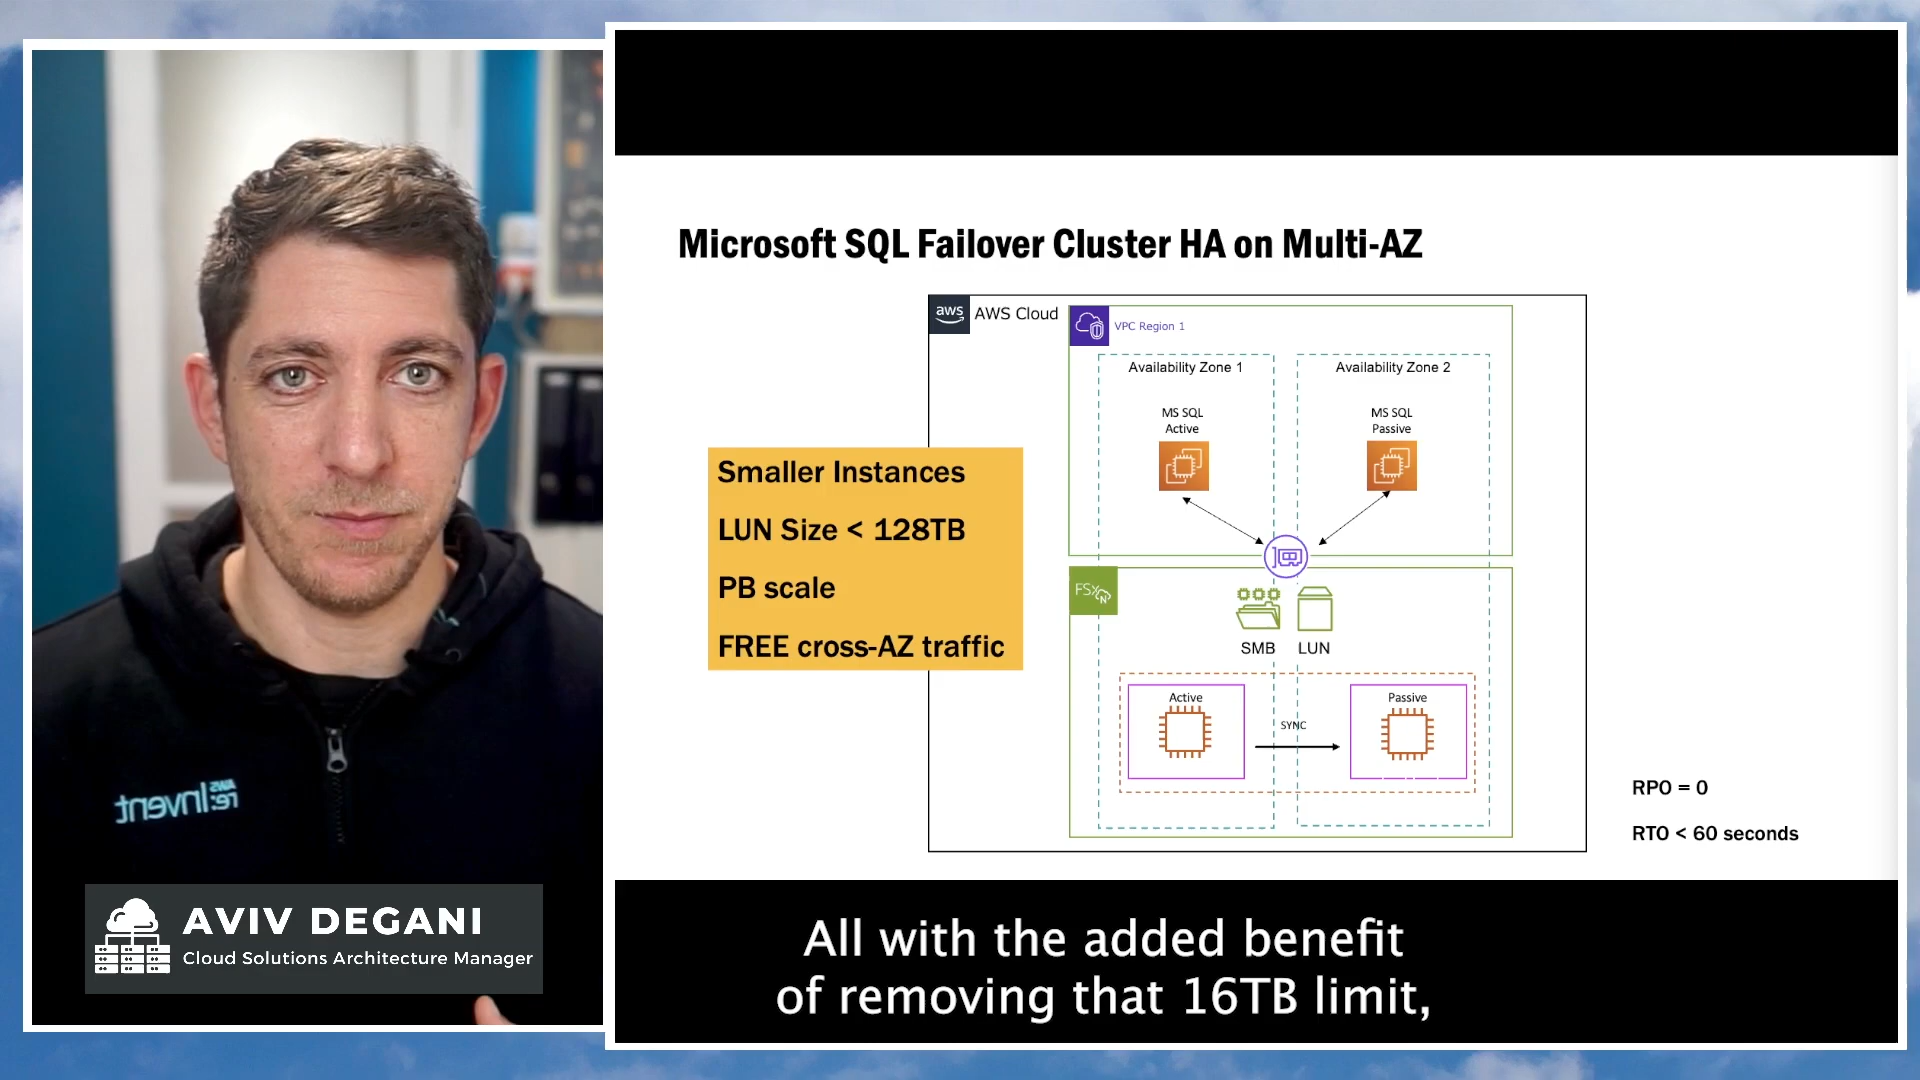 Microsoft SQL Failover Cluster HA on Multi-AZ
aws
AWS Cloud
VPC Region 1
Availability Zone 1
Availability Zone 2
MS SQL
Active
MS SQL
Passive
Smaller Instances
LUN Size < 128TB
PB scale
FREE cross-AZ traffic
FSx
N
SMB
LUN
Active
SYNC
Passive
RPO = 0
RTO < 60 seconds
AWS
re:Invent
AVIV DEGANI
Cloud Solutions Architecture Manager
All with the added benefit
of removing that 16TB limit,